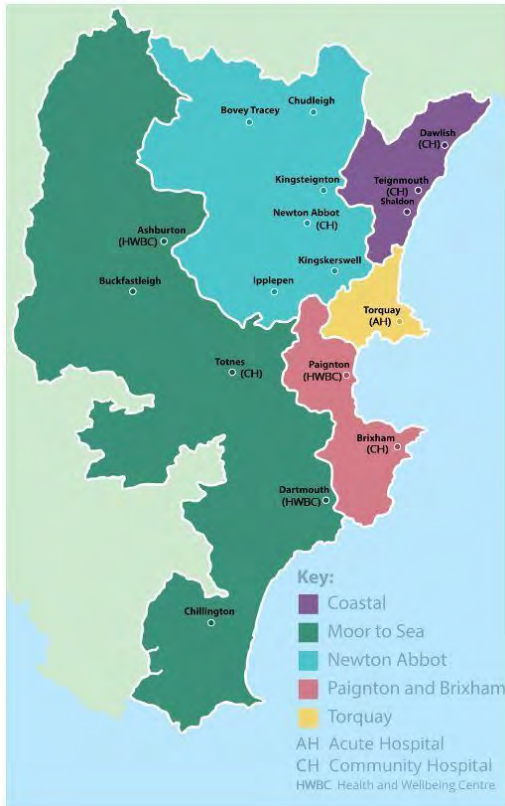 Chudleigh
Bovey Tracey
Dawlish
(CH)
Kingsteignton
Teignmouth
(CH)
Shaldon
Newton Abbot
(CH)
Ashburton
(HWBC)
Kingskerswell
Buckfastleigh
Ipplepen
Torquay
(AH)
Totnes
(CH)
Paignton
(HWBC)
Brixham
(CH)
Dartmouth
(HWBC)
Chillington
Key:
Coastal
Moor to Sea
Newton Abbot
Paignton and Brixham
Torquay
AH Acute Hospital
CH Community Hospital
HWBC Health and Wellbeing Centre